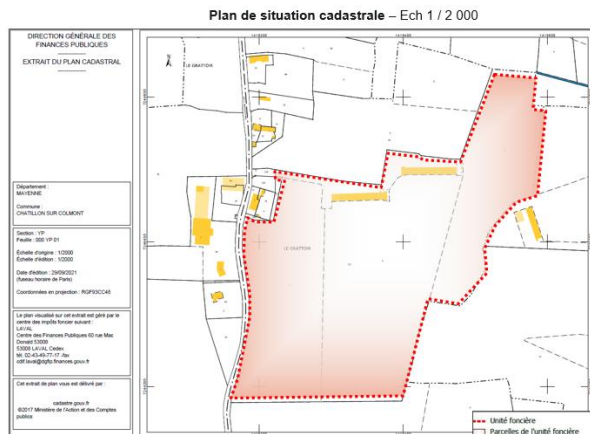 Plan de situation cadastrale – Ech 1 / 2 000
DIRECTION GÉNÉRALE DES
FINANCES PUBLIQUES
EXTRAIT DU PLAN CADASTRAL
Département :
MAYENNE
Commune :
CHATILLON SUR COLMONT
Section : YP
Feuille : 000 YP 01
Échelle d'origine : 1/2000
Échelle d'édition : 1/2000
Date d'édition : 29/09/2021
(fuseau horaire de Paris)
Coordonnées en projection : RGF93CC48
Le plan visualisé sur cet extrait est géré par le
centre des impôts foncier suivant :
LAVAL
Centre des Finances Publiques 60 rue Mac
Donald 53008
53008 LAVAL Cedex
tél. 02-43-49-77-17 -fax
cdif.laval@dgfip.finances.gouv.fr
Cet extrait de plan vous est délivré par :
cadastre.gouv.fr
©2017 Ministère de l'Action et des Comptes
publics
LE GRATTOIR
LE GRATTOIR
Unité foncière
Parcelles de l'unité foncière